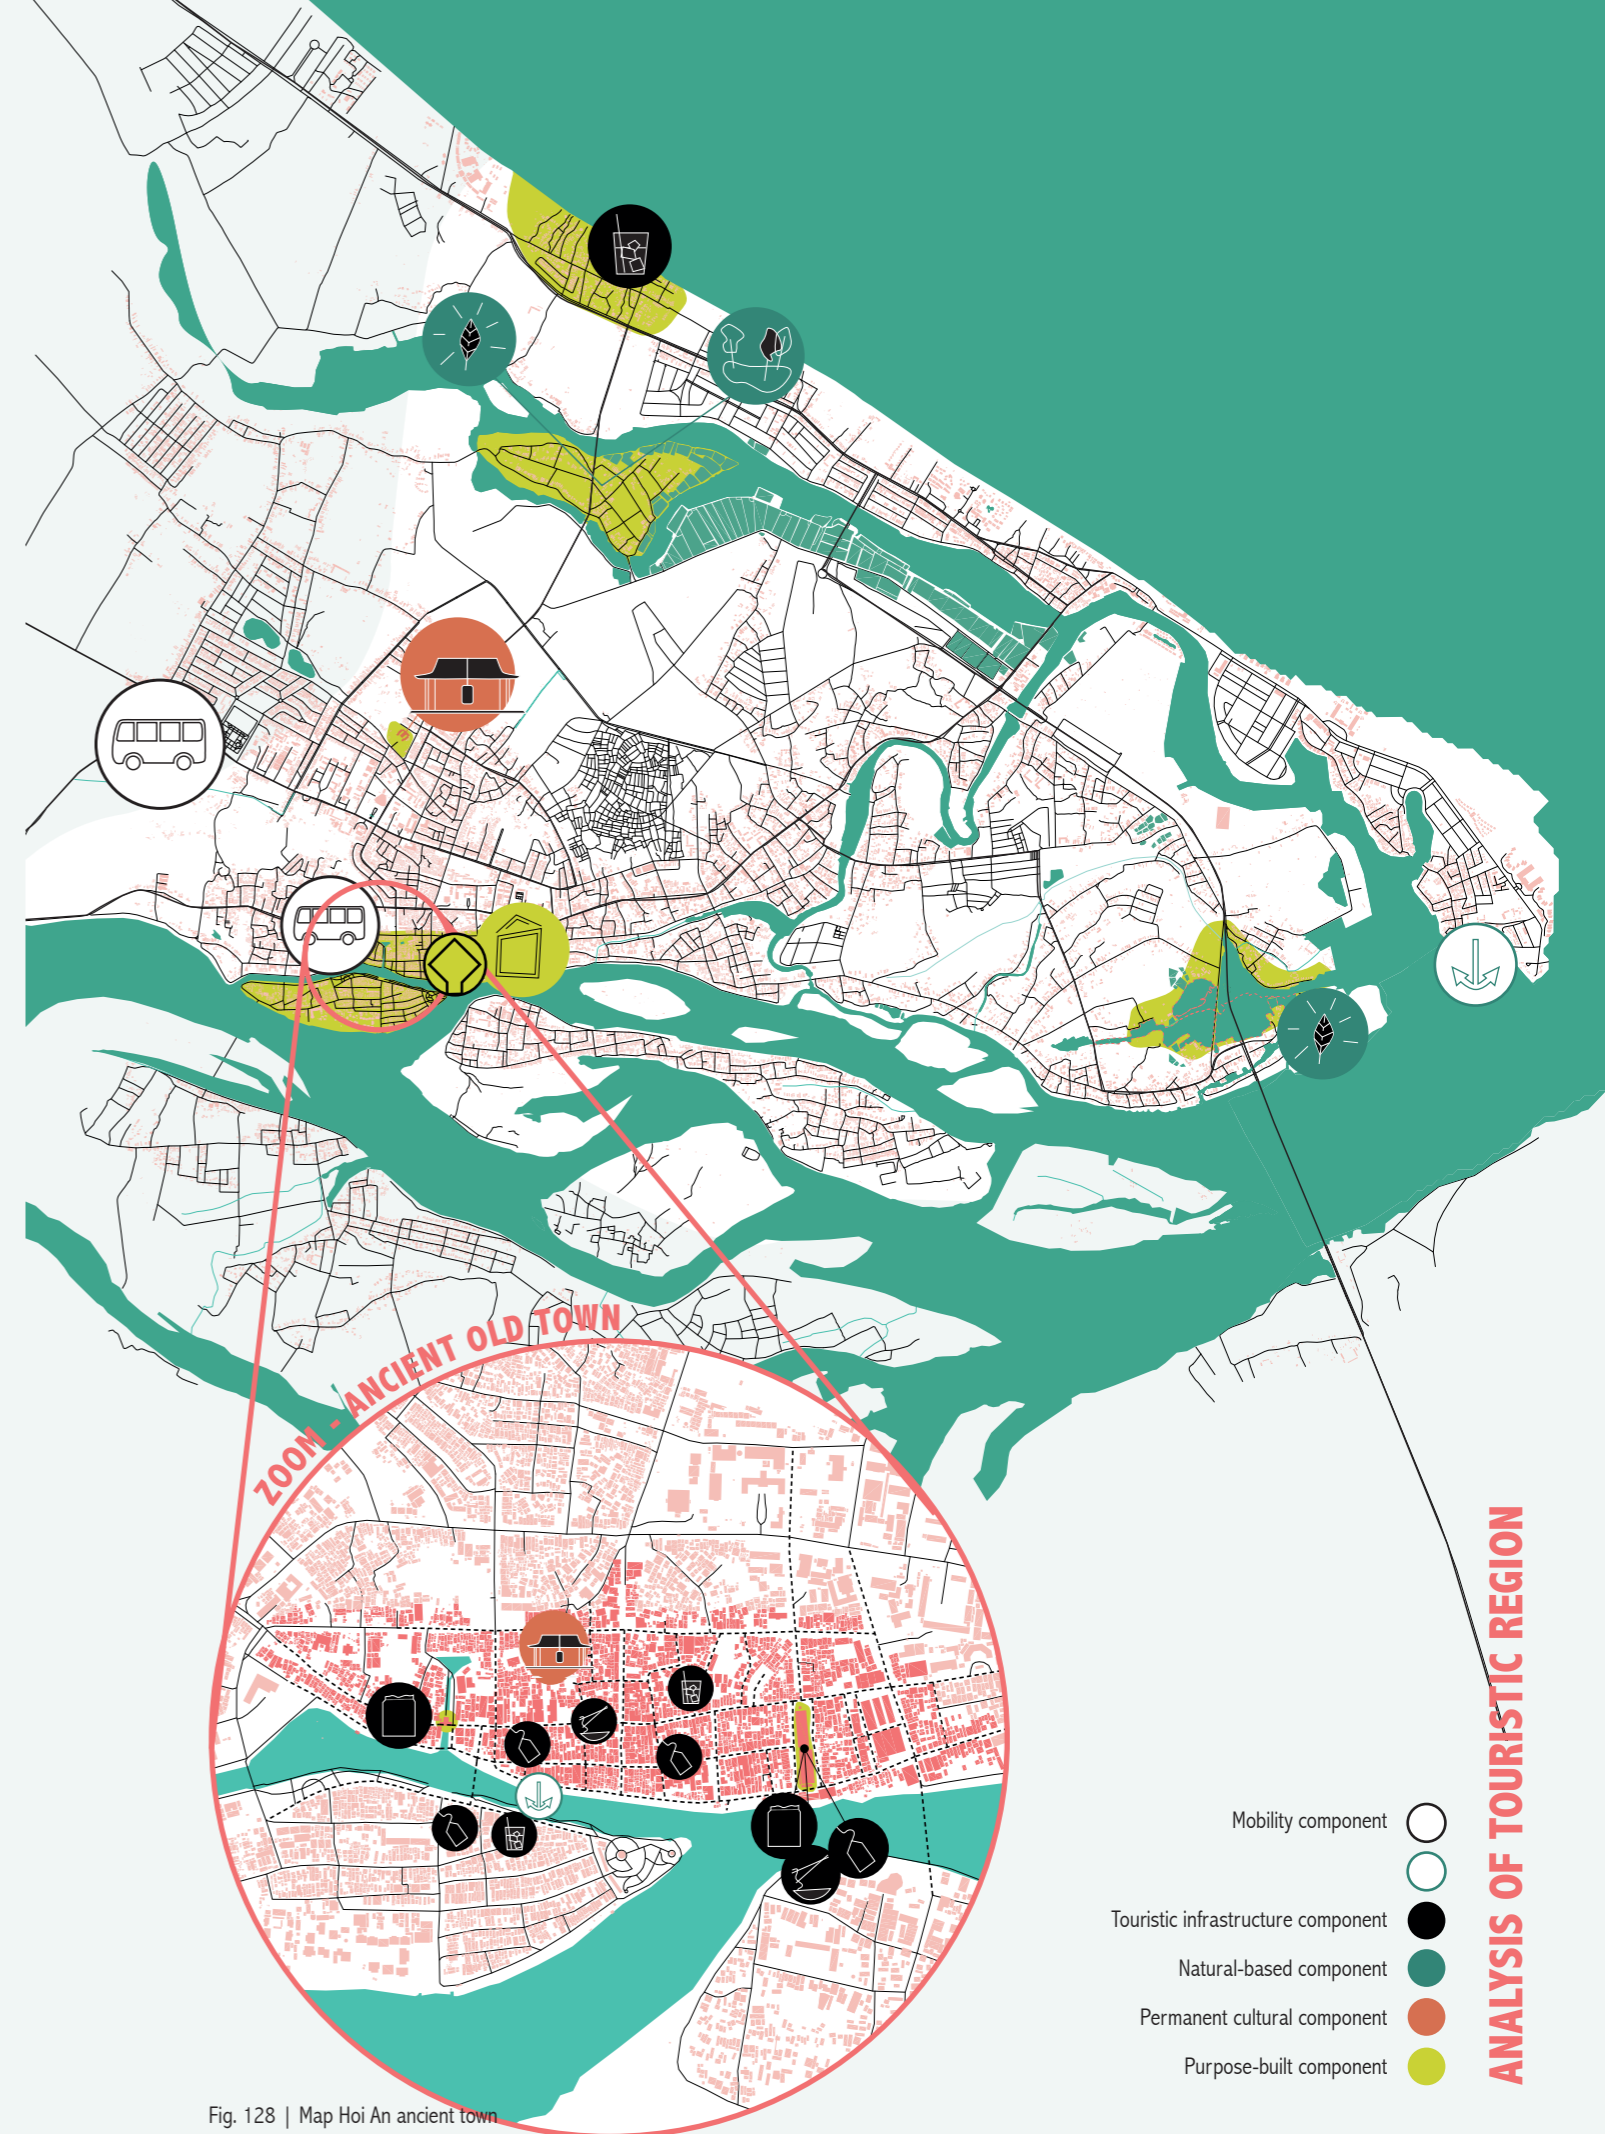 ZOOM - ANCIENT OLD TOWN
ANALYSIS OF TOURISTIC REGION
Mobility component
Touristic infrastructure component
Natural-based component
Permanent cultural component
Purpose-built component
Fig. 128 | Map Hoi An ancient town